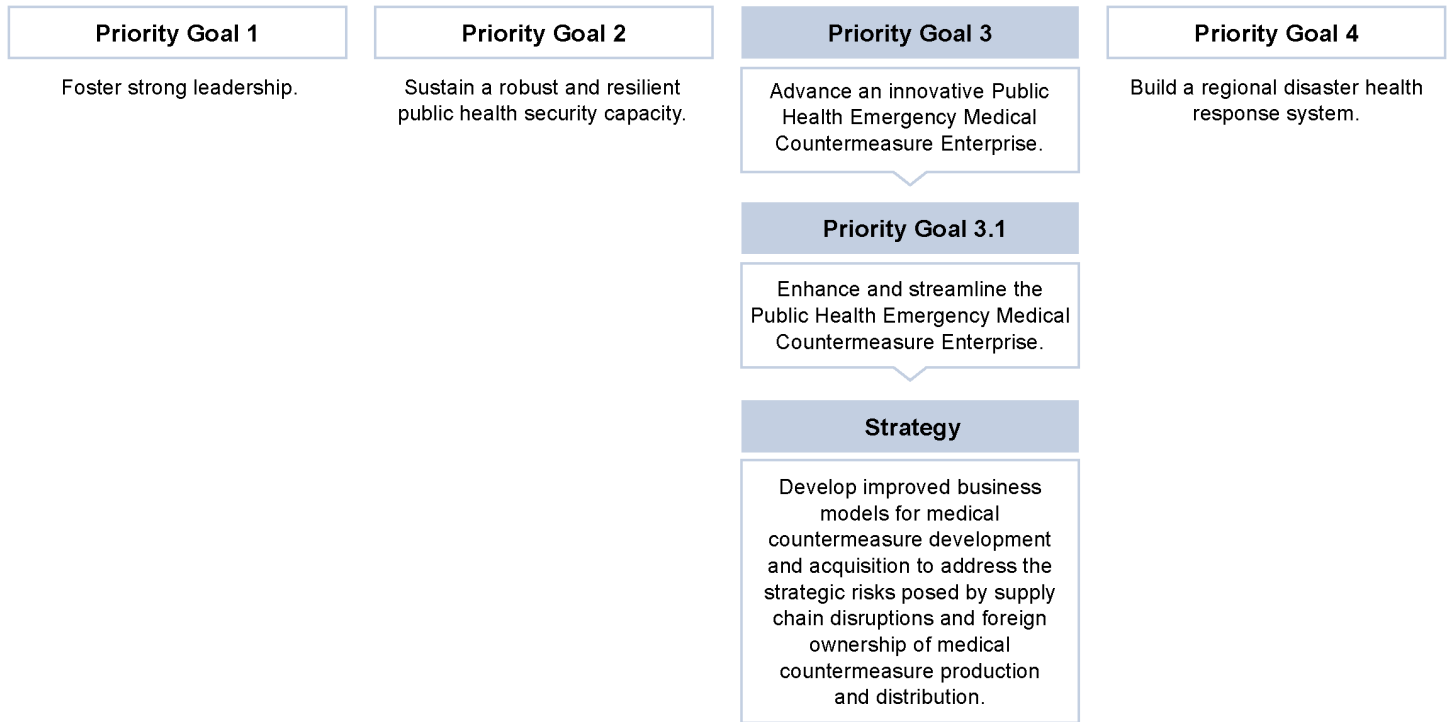 Priority Goal 1
Foster strong leadership.
Priority Goal 2
Sustain a robust and resilient
public health security capacity.
Priority Goal 3
Advance an innovative Public
Health Emergency Medical
Countermeasure Enterprise.
Priority Goal 3.1
Enhance and streamline the
Public Health Emergency Medical
Countermeasure Enterprise.
Strategy
Develop improved business
models for medical
countermeasure development
and acquisition to address the
strategic risks posed by supply
chain disruptions and foreign
ownership of medical
countermeasure production
and distribution.
Priority Goal 4
Build a regional disaster health
response system.